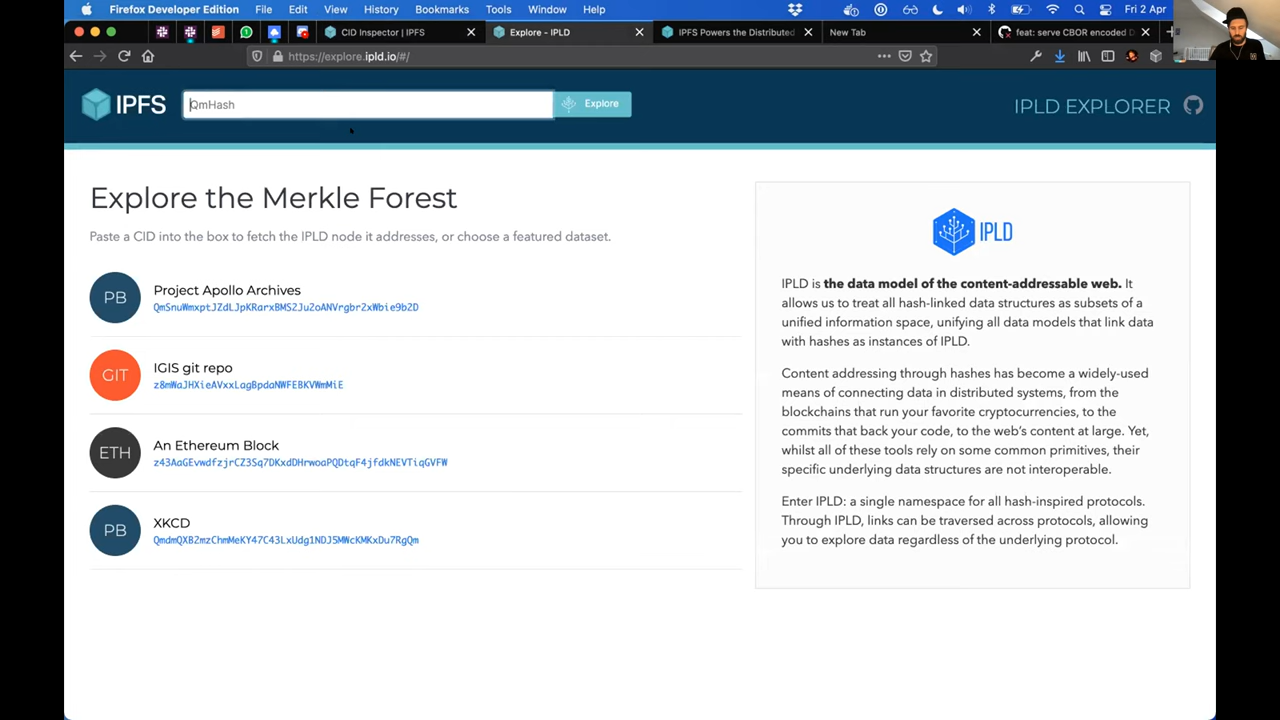 Firefox Developer Edition File Edit View History Bookmarks Tools Window Help Fri 2 Apr
CID Inspector | IPFS
Explore - IPLD
IPFS Powers the Distributed
New Tab
feat: serve CBOR encoded D
https://explore.ipld.io/#/
IPFS
QmHash
Explore
IPLD EXPLORER
Explore the Merkle Forest
Paste a CID into the box to fetch the IPLD node it addresses, or choose a featured dataset.
PB
Project Apollo Archives
QmSnuWmxptJZdLJpKRarxBMS2Ju2oANVrgbr2xWbie9b2D
GIT
IGIS git repo
z8mWaJHXieAVxxLagBpdaNWFEBKVWmMiE
ETH
An Ethereum Block
z43AaGEvwdfzjrCZ3Sq7DKxdDHrwoaPQDtqF4jfdkNEVTiqGVFW
PB
XKCD
QmdmQXB2mzChmMeKY47C43LxUdg1NDJ5MWcKMKxDu7RgQm
IPLD
IPLD is the data model of the content-addressable web. It
allows us to treat all hash-linked data structures as subsets of a
unified information space, unifying all data models that link data
with hashes as instances of IPLD.
Content addressing through hashes has become a widely-used
means of connecting data in distributed systems, from the
blockchains that run your favorite cryptocurrencies, to the
commits that back your code, to the web's content at large. Yet,
whilst all of these tools rely on some common primitives, their
specific underlying data structures are not interoperable.
Enter IPLD: a single namespace for all hash-inspired protocols.
Through IPLD, links can be traversed across protocols, allowing
you to explore data regardless of the underlying protocol.